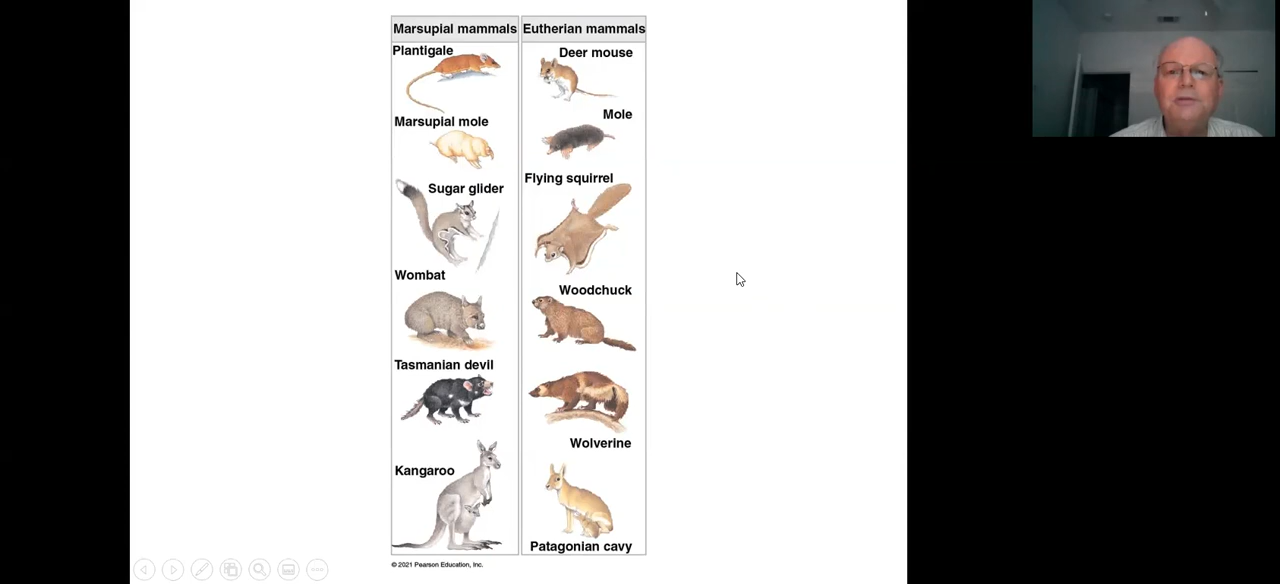 Marsupial mammals
Eutherian mammals
Plantigale
Deer mouse
Marsupial mole
Mole
Sugar glider
Flying squirrel
Wombat
Woodchuck
Tasmanian devil
Wolverine
Kangaroo
Patagonian cavy
© 2021 Pearson Education, Inc.